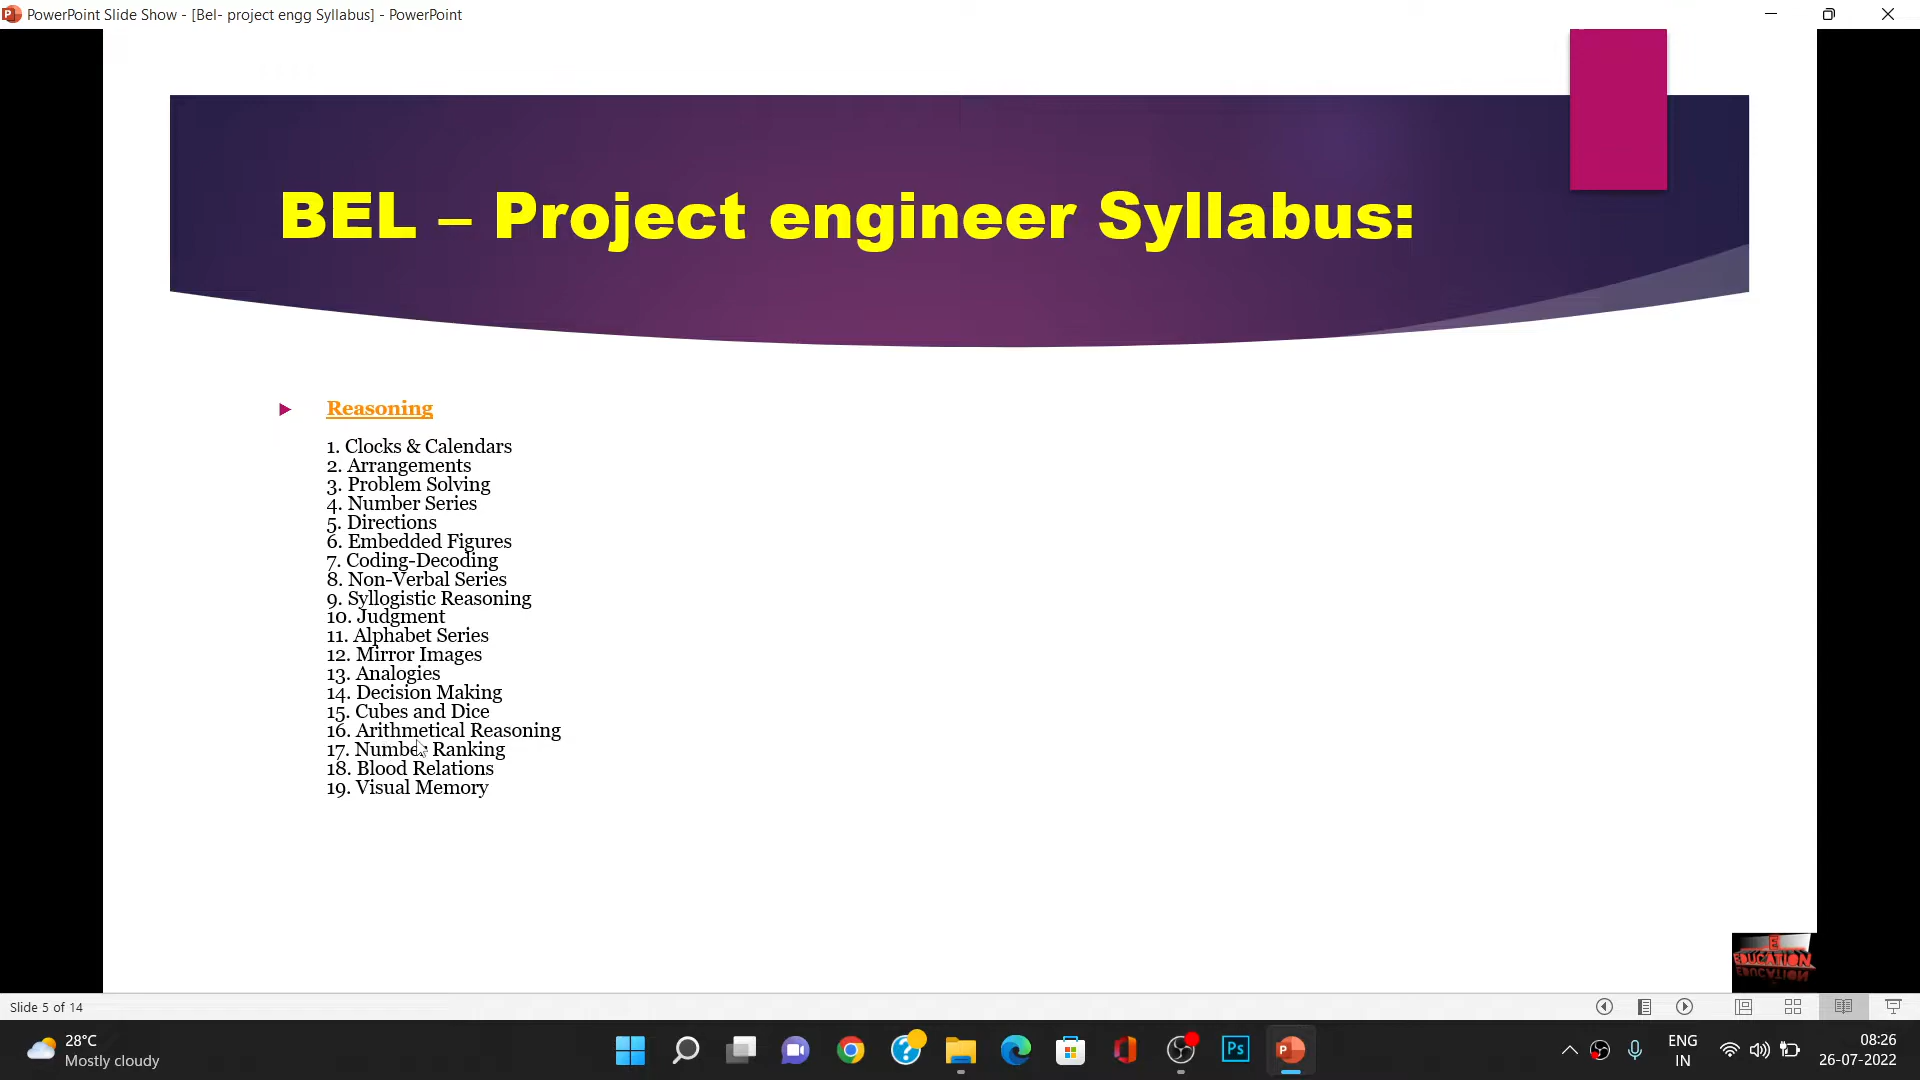 PowerPoint Slide Show - [Bel- project engg Syllabus] - PowerPoint
BEL – Project engineer Syllabus:
Reasoning
1. Clocks & Calendars
2. Arrangements
3. Problem Solving
4. Number Series
5. Directions
6. Embedded Figures
7. Coding-Decoding
8. Non-Verbal Series
9. Syllogistic Reasoning
10. Judgment
11. Alphabet Series
12. Mirror Images
13. Analogies
14. Decision Making
15. Cubes and Dice
16. Arithmetical Reasoning
17. Number Ranking
18. Blood Relations
19. Visual Memory
E
EDUCATION
Slide 5 of 14
28°C
Mostly cloudy
Ps
P
ENG
IN
08:26
26-07-2022